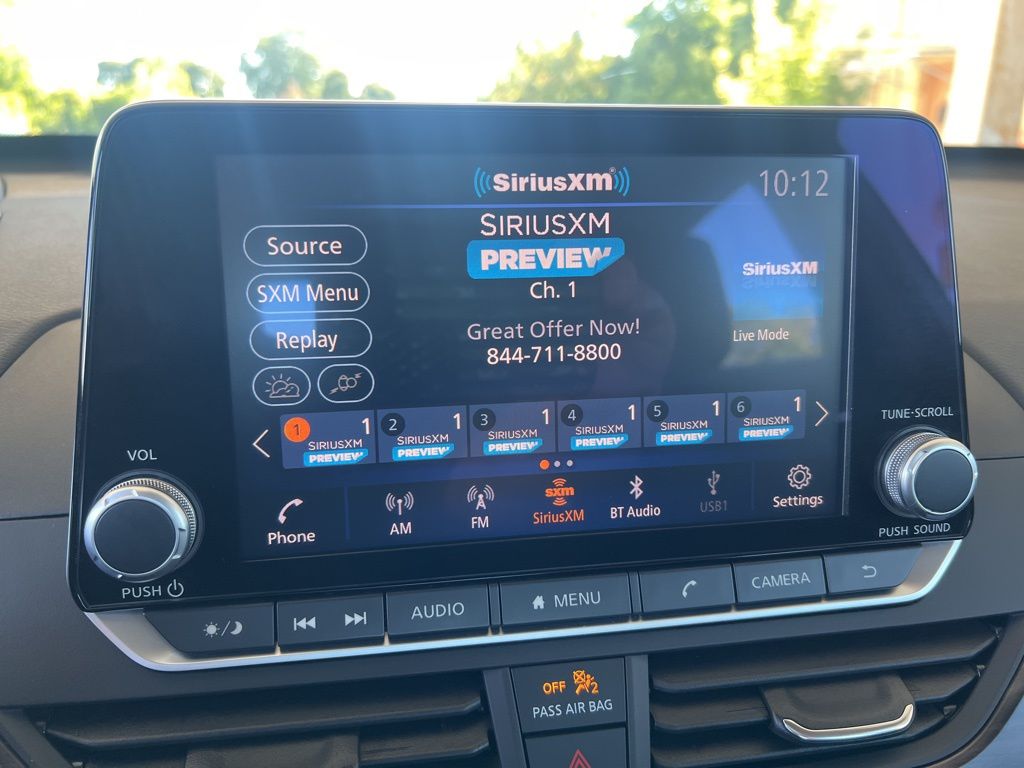 SiriusXM
10:12
SIRIUSXM
PREVIEW
Ch. 1
Great Offer Now!
844-711-8800
Source
SXM Menu
Replay
SiriusXM
Live Mode
1 1 SIRIUSXM PREVIEW
2 1 SIRIUSXM PREVIEW
3 1 SIRIUSXM PREVIEW
4 1 SIRIUSXM PREVIEW
5 1 SIRIUSXM PREVIEW
6 1 SIRIUSXM PREVIEW
Phone
AM
FM
sxm
SiriusXM
BT Audio
USB1
Settings
VOL
PUSH
TUNE·SCROLL
PUSH SOUND
AUDIO
MENU
CAMERA
OFF 2
PASS AIR BAG